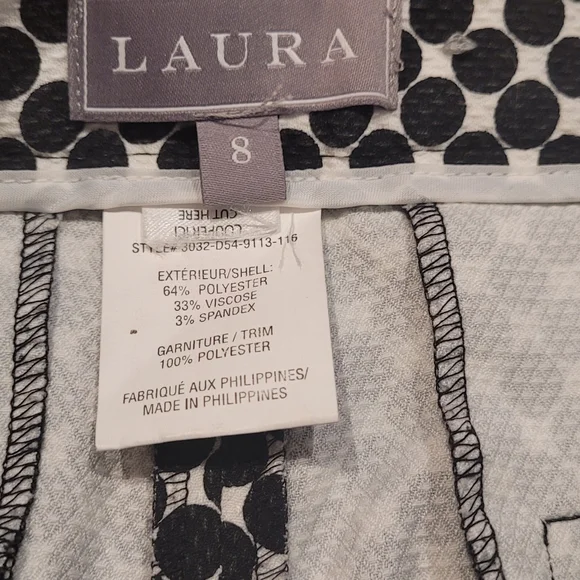 LAURA
8
CUT HERE
COUPER ICI
STYLE# 3032-D54-9113-116
EXTÉRIEUR/SHELL:
64% POLYESTER
33% VISCOSE
3% SPANDEX
GARNITURE / TRIM
100% POLYESTER
FABRIQUÉ AUX PHILIPPINES/
MADE IN PHILIPPINES